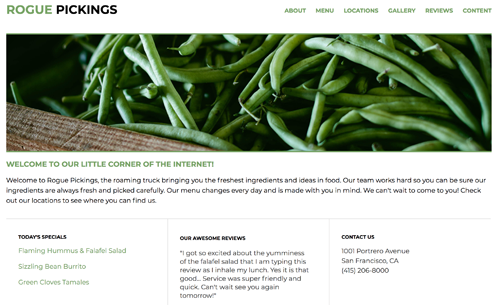 ROGUE PICKINGS
ABOUT MENU LOCATIONS GALLERY REVIEWS CONTENT
WELCOME TO OUR LITTLE CORNER OF THE INTERNET!
Welcome to Rogue Pickings, the roaming truck bringing you the freshest ingredients and ideas in food. Our team works hard so you can be sure our
ingredients are always fresh and picked carefully. Our menu changes every day and is made with you in mind. We can't wait to come to you! Check
out our locations to see where you can find us.
TODAY'S SPECIALS
Flaming Hummus & Falafel Salad
Sizzling Bean Burrito
Green Cloves Tamales
OUR AWESOME REVIEWS
"I got so excited about the yumminess
of the falafel salad that I am typing this
review as I inhale my lunch. Yes it is that
good... Service was super friendly and
quick. Can't wait see you again
tomorrow!"
CONTACT US
1001 Portrero Avenue
San Francisco, CA
(415) 206-8000